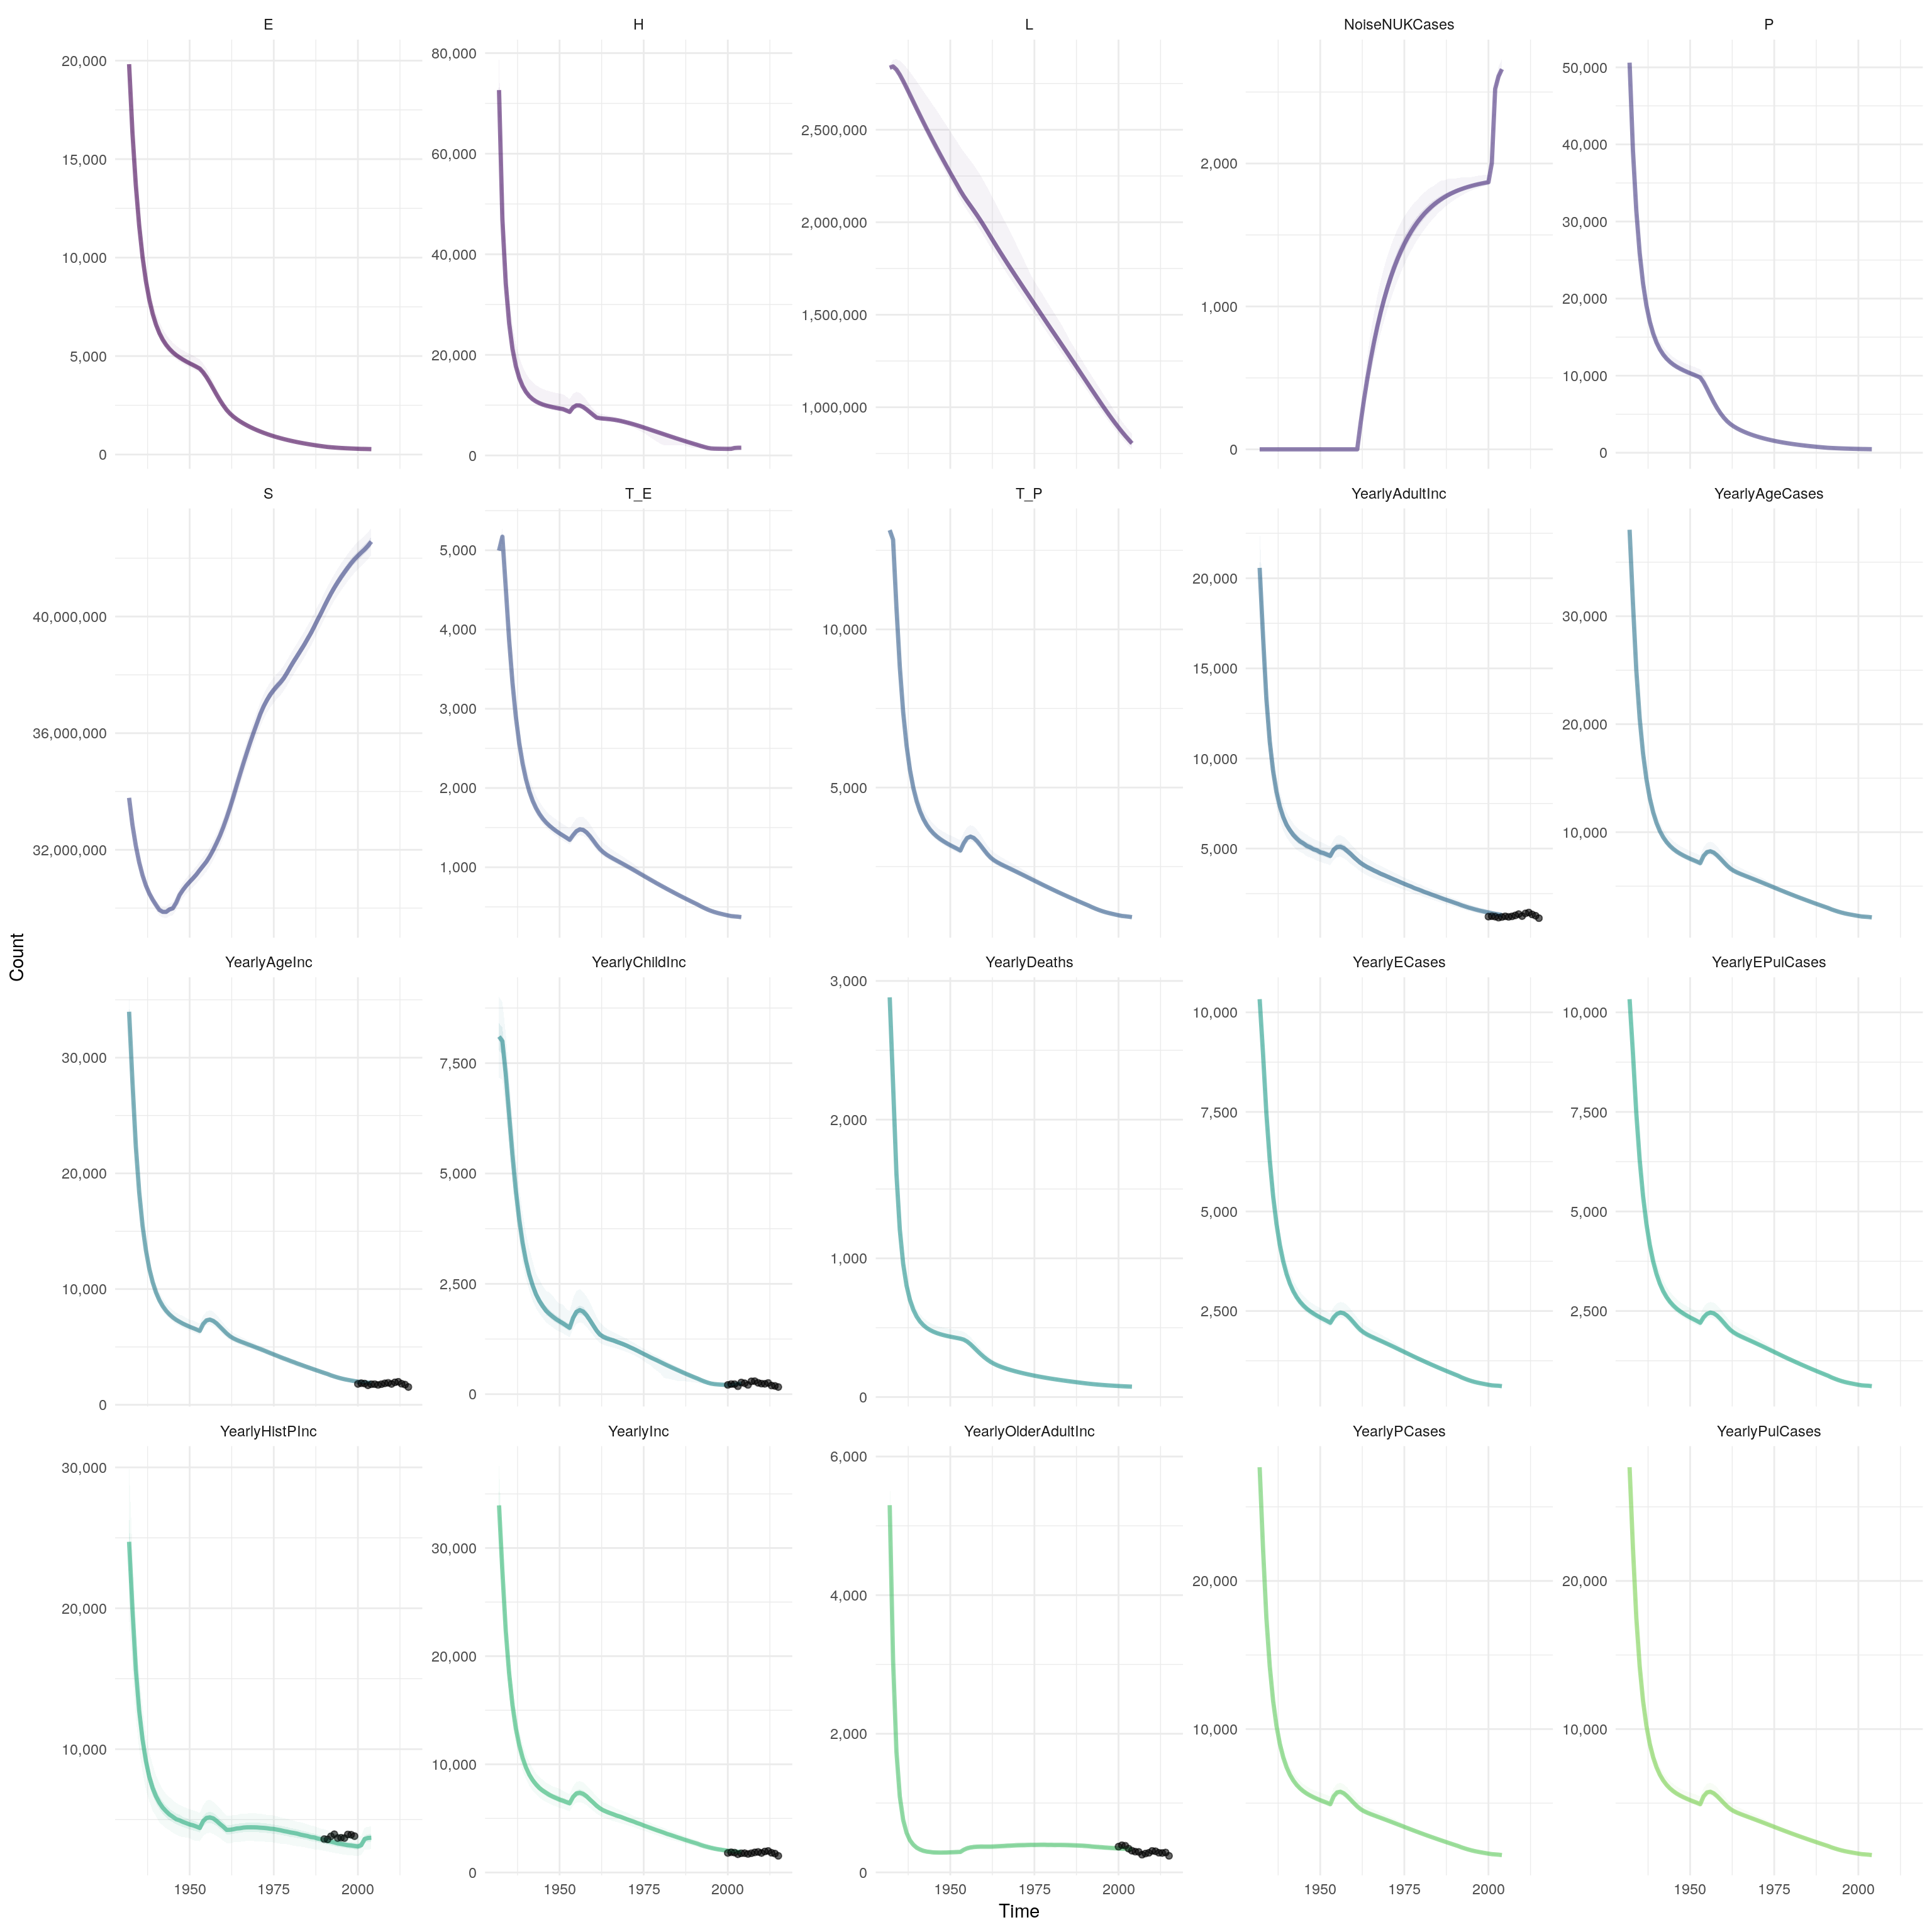 E
H
L
NoiseNUKCases
P
20,000
15,000
10,000
5,000
0
80,000
60,000
40,000
20,000
0
2,500,000
2,000,000
1,500,000
1,000,000
2,000
1,000
0
50,000
40,000
30,000
20,000
10,000
0
S
T_E
T_P
YearlyAdultInc
YearlyAgeCases
40,000,000
36,000,000
32,000,000
5,000
4,000
3,000
2,000
1,000
10,000
5,000
20,000
15,000
10,000
5,000
30,000
20,000
10,000
Count
YearlyAgeInc
YearlyChildInc
YearlyDeaths
YearlyECases
YearlyEPulCases
30,000
20,000
10,000
0
7,500
5,000
2,500
0
3,000
2,000
1,000
0
10,000
7,500
5,000
2,500
10,000
7,500
5,000
2,500
YearlyHistPInc
YearlyInc
YearlyOlderAdultInc
YearlyPCases
YearlyPulCases
30,000
20,000
10,000
30,000
20,000
10,000
0
6,000
4,000
2,000
0
20,000
10,000
20,000
10,000
1950 1975 2000
1950 1975 2000
1950 1975 2000
1950 1975 2000
1950 1975 2000
Time